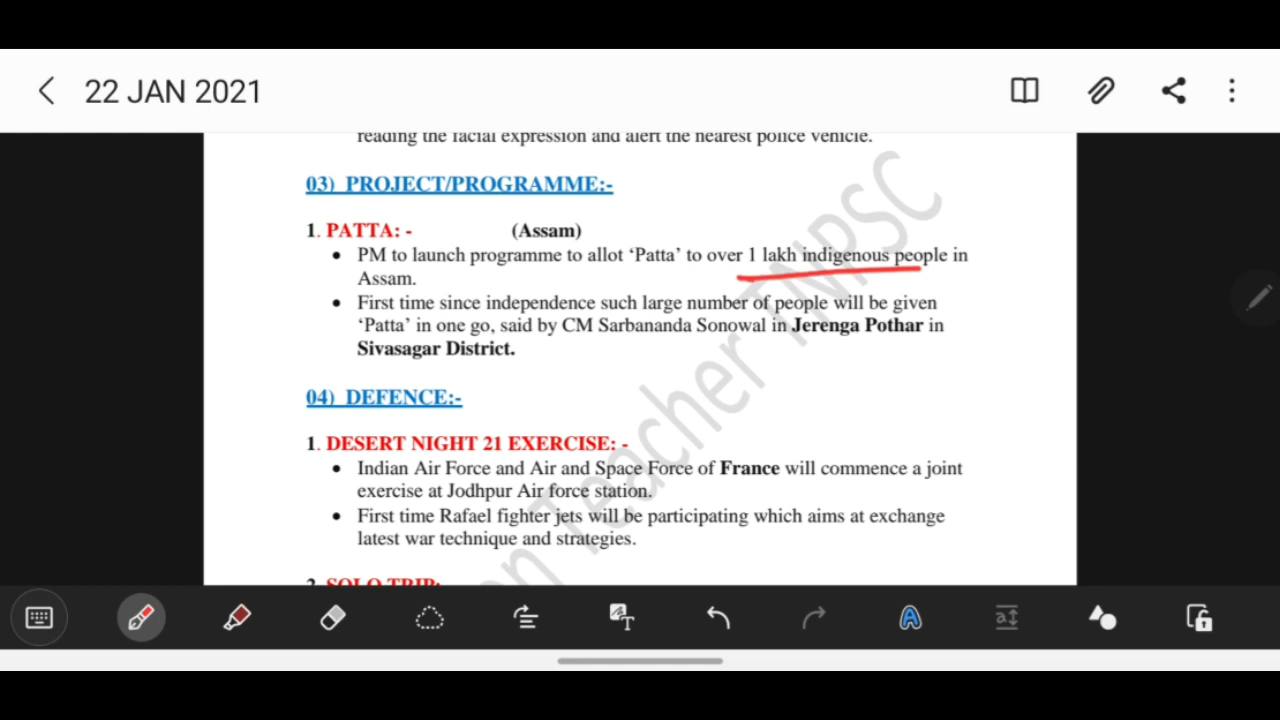 22 JAN 2021
reading the facial expression and alert the nearest police vehicle.
03) PROJECT/PROGRAMME:-
1. PATTA: - (Assam)
• PM to launch programme to allot ‘Patta’ to over 1 lakh indigenous people in
Assam.
• First time since independence such large number of people will be given
‘Patta’ in one go, said by CM Sarbananda Sonowal in Jerenga Pothar in
Sivasagar District.
04) DEFENCE:-
1. DESERT NIGHT 21 EXERCISE: -
• Indian Air Force and Air and Space Force of France will commence a joint
exercise at Jodhpur Air force station.
• First time Rafael fighter jets will be participating which aims at exchange
latest war technique and strategies.
2. SOLO TRIP:
Teacher TNPSC